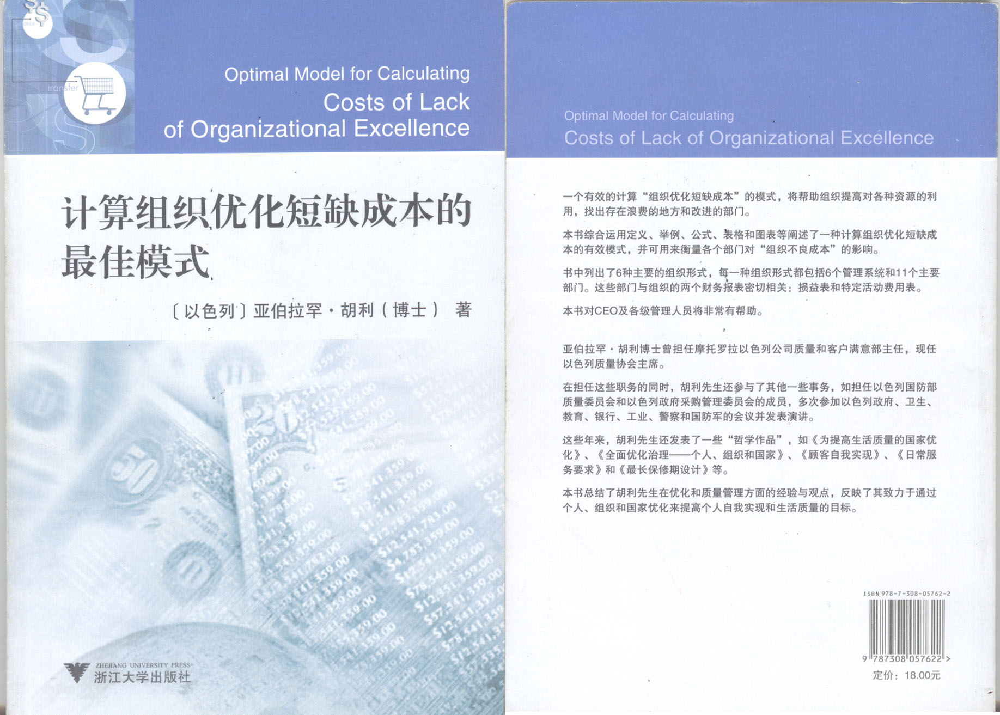 Optimal Model for Calculating
Costs of Lack
of Organizational Excellence
transfer
计算组织优化短缺成本的
最佳模式
〔以色列〕亚伯拉罕·胡利（博士） 著
ZHEJIANG UNIVERSITY PRESS
浙江大学出版社
Optimal Model for Calculating
Costs of Lack of Organizational Excellence
一个有效的计算“组织优化短缺成本”的模式，将帮助组织提高对各种资源的利
用，找出存在浪费的地方和改进的部门。
本书综合运用定义、举例、公式、表格和图表等阐述了一种计算组织优化短缺成
本的有效模式，并可用来衡量各个部门对“组织不良成本”的影响。
书中列出了6种主要的组织形式，每一种组织形式都包括6个管理系统和11个主要
部门。这些部门与组织的两个财务报表密切相关：损益表和特定活动费用表。
本书对CEO及各级管理人员将非常有帮助。
亚伯拉罕·胡利博士曾担任摩托罗拉以色列公司质量和客户满意部主任，现任
以色列质量协会主席。
在担任这些职务的同时，胡利先生还参与了其他一些事务，如担任以色列国防部
质量委员会和以色列政府采购管理委员会的成员，多次参加以色列政府、卫生、
教育、银行、工业、警察和国防军的会议并发表演讲。
这些年来，胡利先生还发表了一些“哲学作品”，如《为提高生活质量的国家优
化》、《全面优化治理——个人、组织和国家》、《顾客自我实现》、《日常服
务要求》和《最长保修期设计》等。
本书总结了胡利先生在优化和质量管理方面的经验与观点，反映了其致力于通过
个人、组织和国家优化来提高个人自我实现和生活质量的目标。
ISBN 978-7-308-05762-2
9 787308 057622 >
定价：18.00元